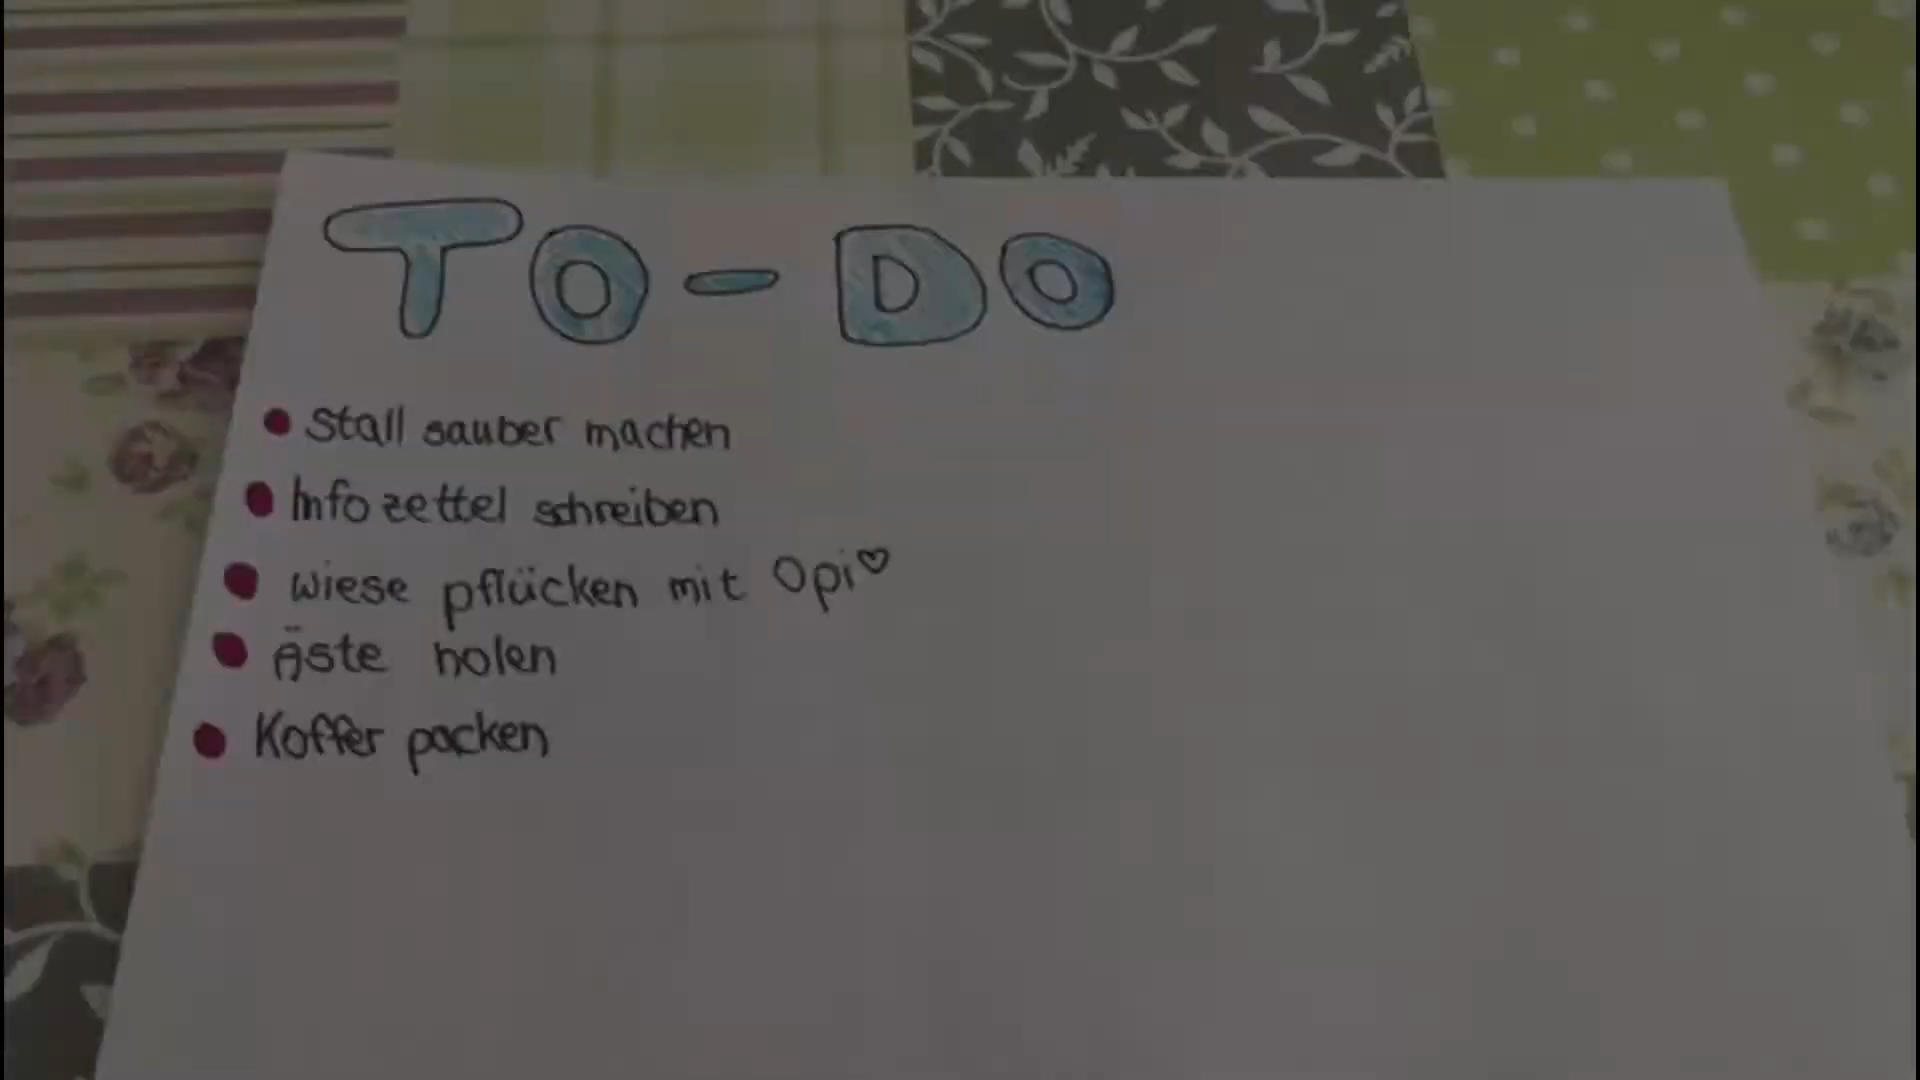 TO-DO
• Stall sauber machen
• Infozettel schreiben
• Wiese pflücken mit Opi♡
• Äste holen
• Koffer packen